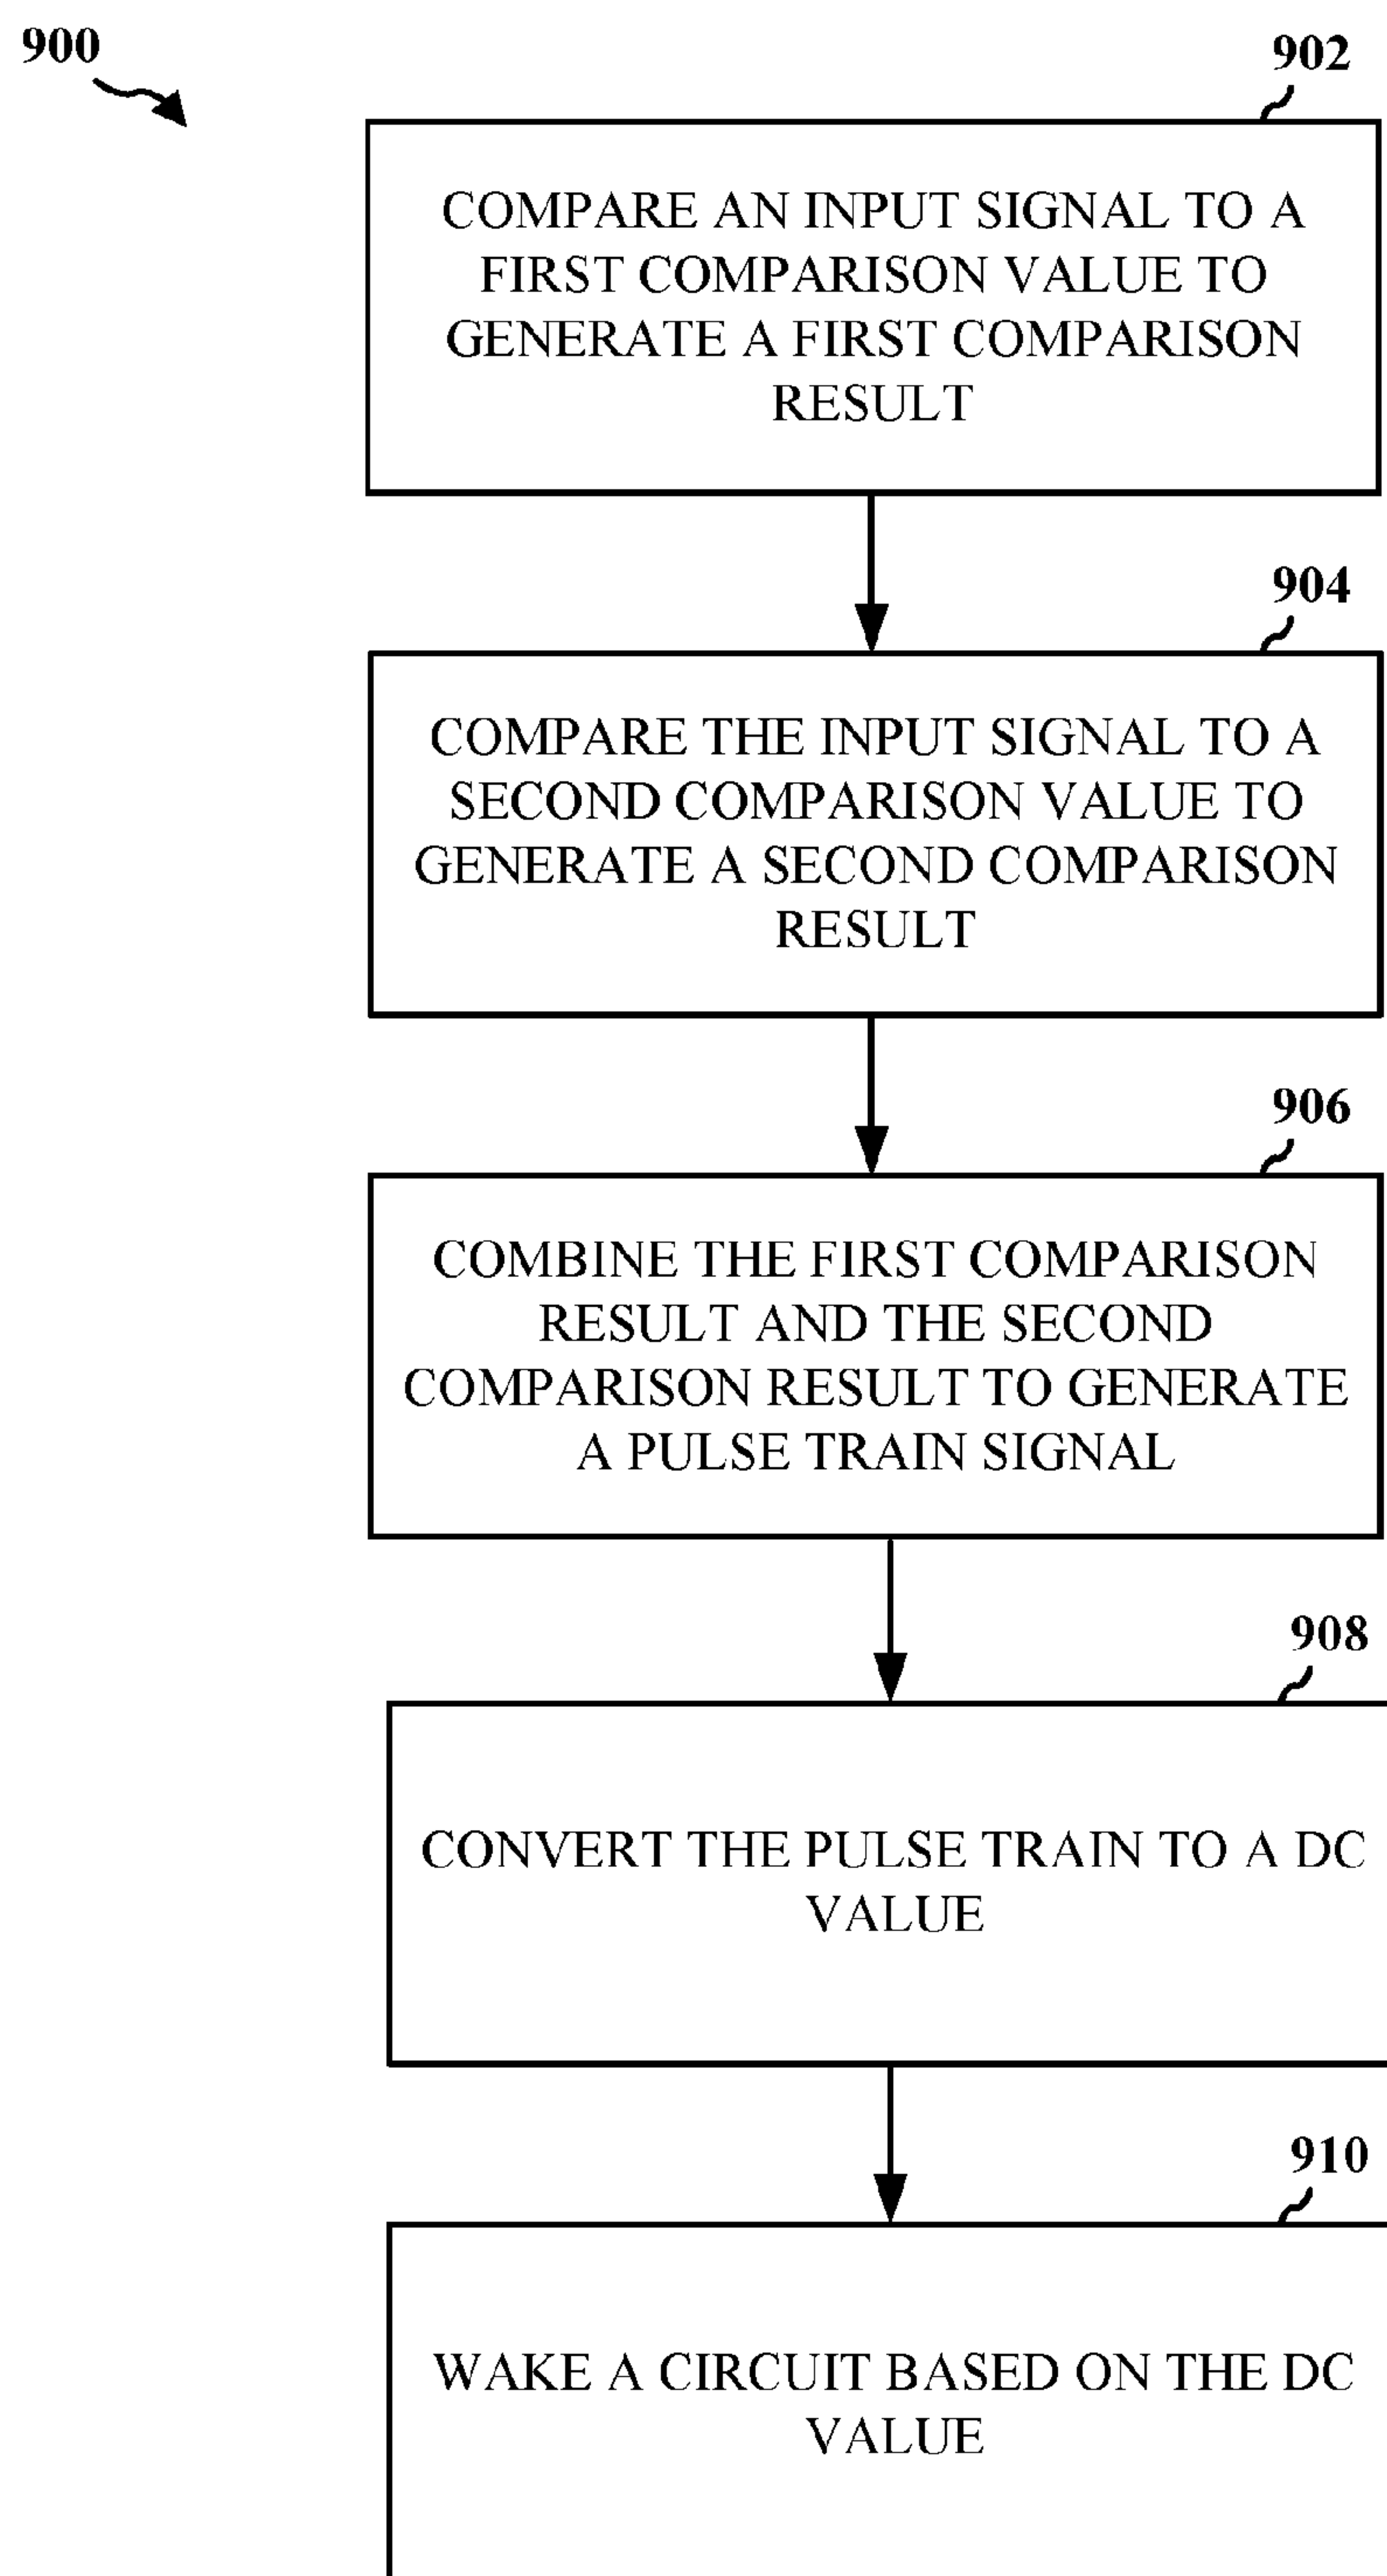 900
902
COMPARE AN INPUT SIGNAL TO A
FIRST COMPARISON VALUE TO
GENERATE A FIRST COMPARISON
RESULT
904
COMPARE THE INPUT SIGNAL TO A
SECOND COMPARISON VALUE TO
GENERATE A SECOND COMPARISON
RESULT
906
COMBINE THE FIRST COMPARISON
RESULT AND THE SECOND
COMPARISON RESULT TO GENERATE
A PULSE TRAIN SIGNAL
908
CONVERT THE PULSE TRAIN TO A DC
VALUE
910
WAKE A CIRCUIT BASED ON THE DC
VALUE